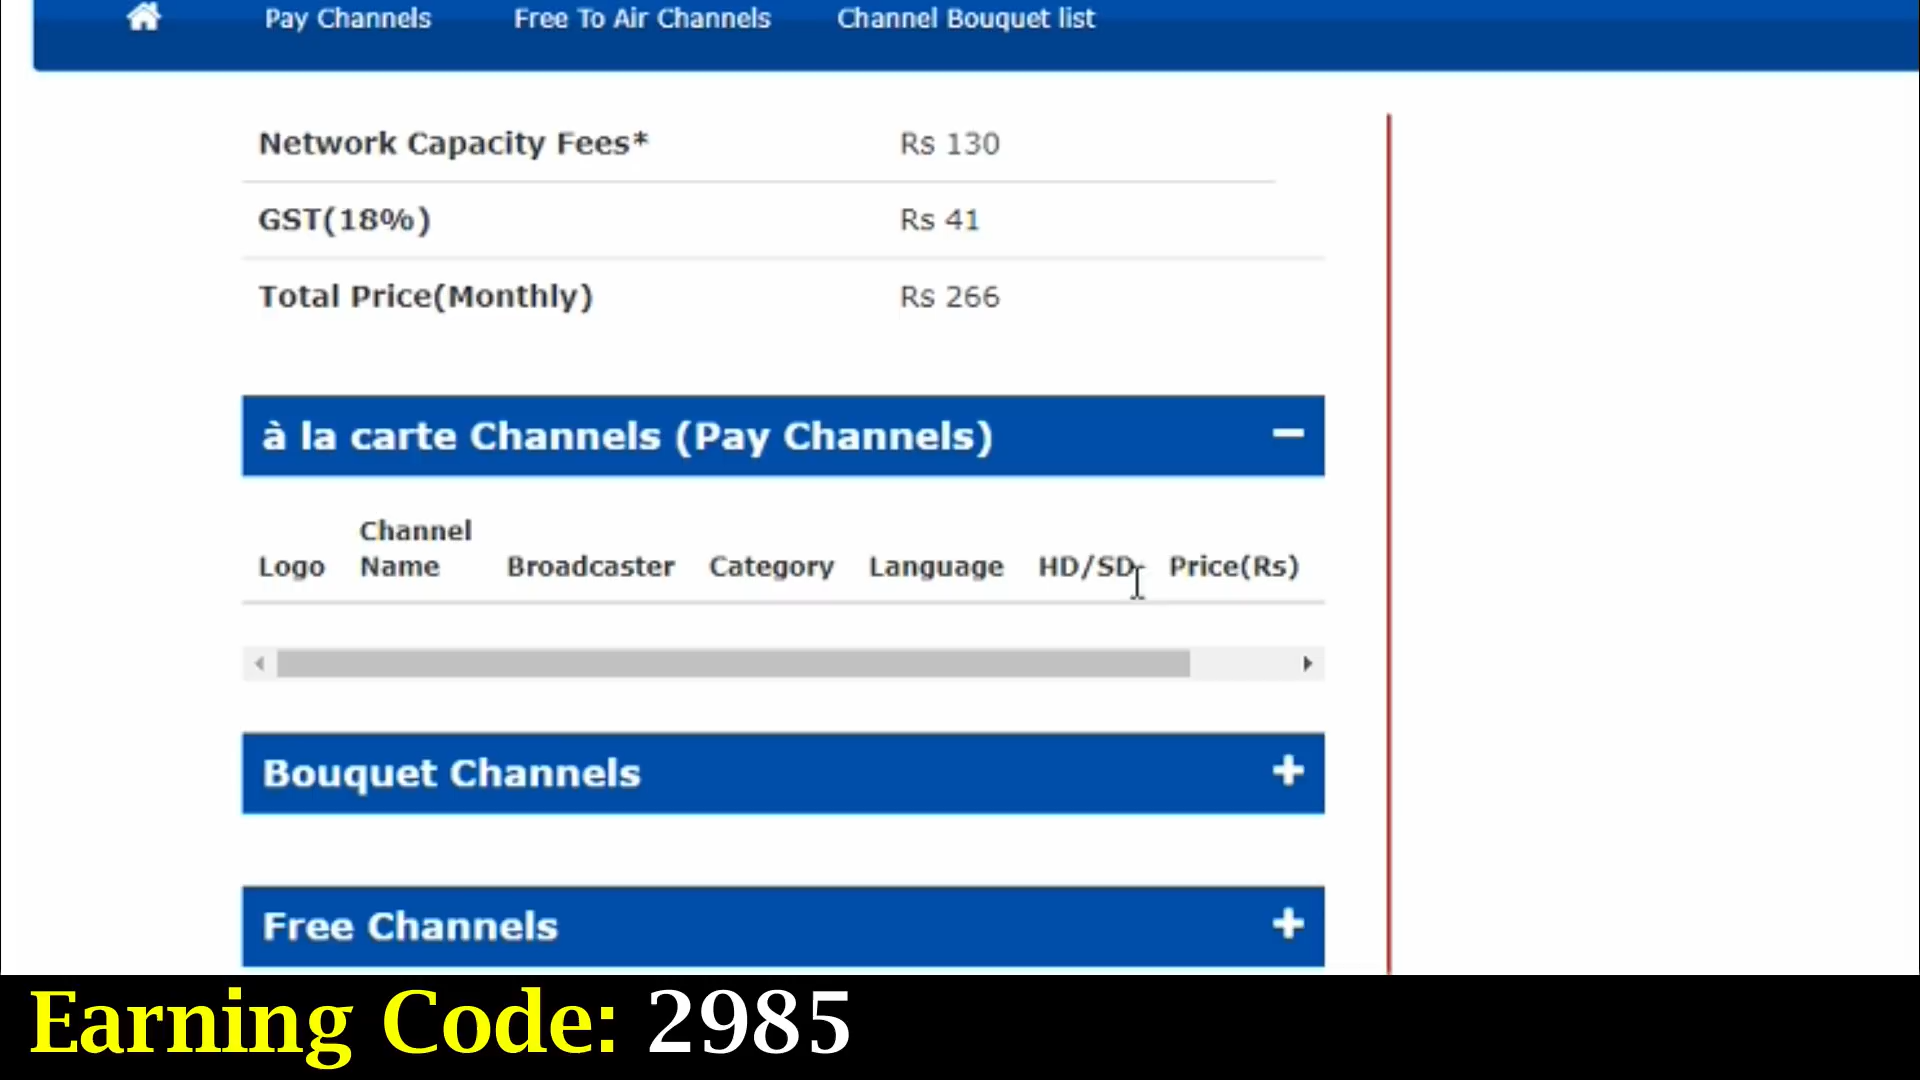 Pay Channels Free To Air Channels Channel Bouquet list
Network Capacity Fees* Rs 130
GST(18%) Rs 41
Total Price(Monthly) Rs 266
à la carte Channels (Pay Channels)
Logo Channel Name Broadcaster Category Language HD/SD Price(Rs)
Bouquet Channels
Free Channels
Earning Code: 2985